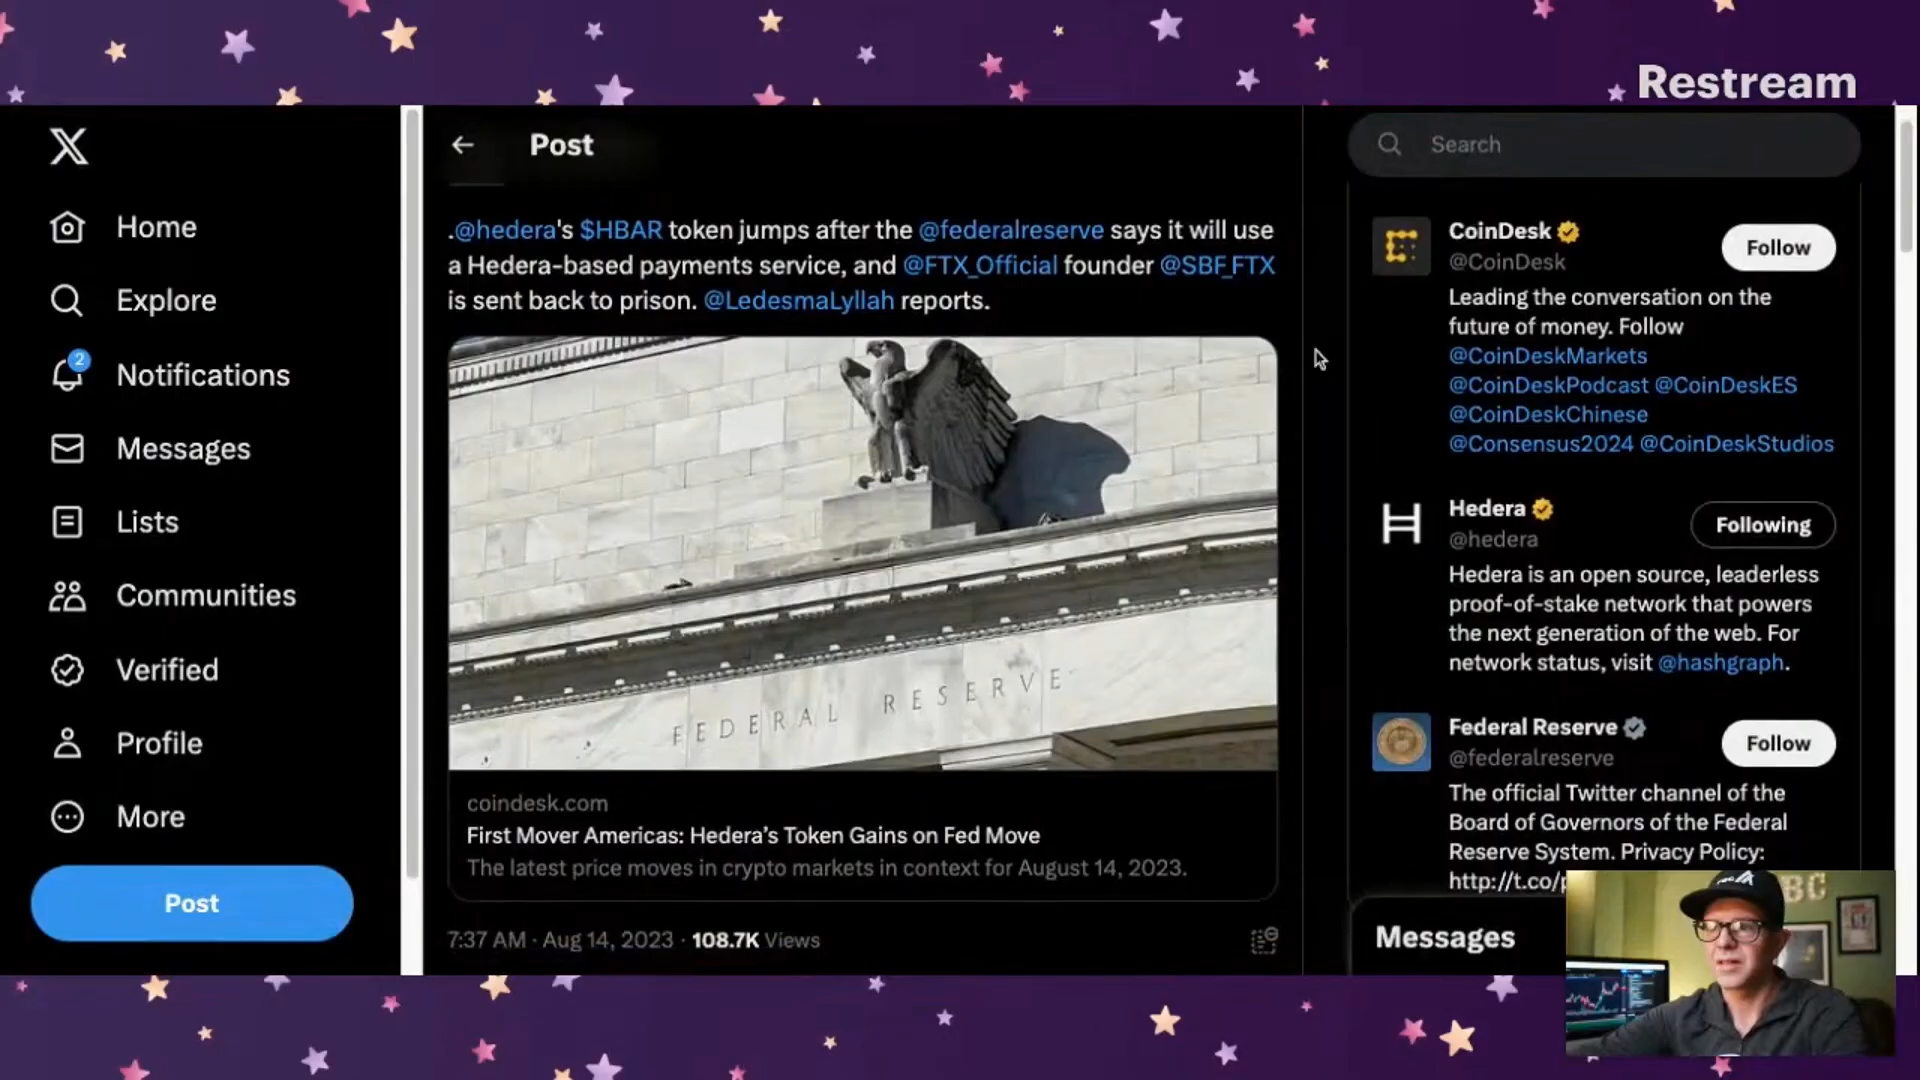 Restream
X
Home
Explore
2
Notifications
Messages
Lists
Communities
Verified
Profile
More
Post
Post
.@hedera's $HBAR token jumps after the @federalreserve says it will use
a Hedera-based payments service, and @FTX_Official founder @SBF_FTX
is sent back to prison. @LedesmaLyllah reports.
FEDERAL RESERVE
coindesk.com
First Mover Americas: Hedera's Token Gains on Fed Move
The latest price moves in crypto markets in context for August 14, 2023.
7:37 AM · Aug 14, 2023 · 108.7K Views
Search
CoinDesk
@CoinDesk
Follow
Leading the conversation on the
future of money. Follow
@CoinDeskMarkets
@CoinDeskPodcast @CoinDeskES
@CoinDeskChinese
@Consensus2024 @CoinDeskStudios
Hedera
@hedera
Following
Hedera is an open source, leaderless
proof-of-stake network that powers
the next generation of the web. For
network status, visit @hashgraph.
Federal Reserve
@federalreserve
Follow
The official Twitter channel of the
Board of Governors of the Federal
Reserve System. Privacy Policy:
http://t.co/
Messages
BC